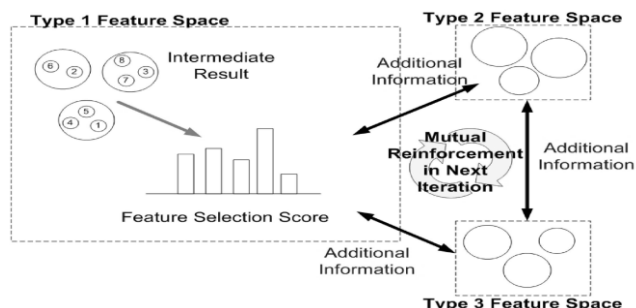 Type 1 Feature Space
Type 2 Feature Space
6
2
8
3
7
5
4
1
Intermediate
Result
Additional
Information
Mutual
Reinforcement
in Next
Iteration
Additional
Information
Feature Selection Score
Additional
Information
Type 3 Feature Space